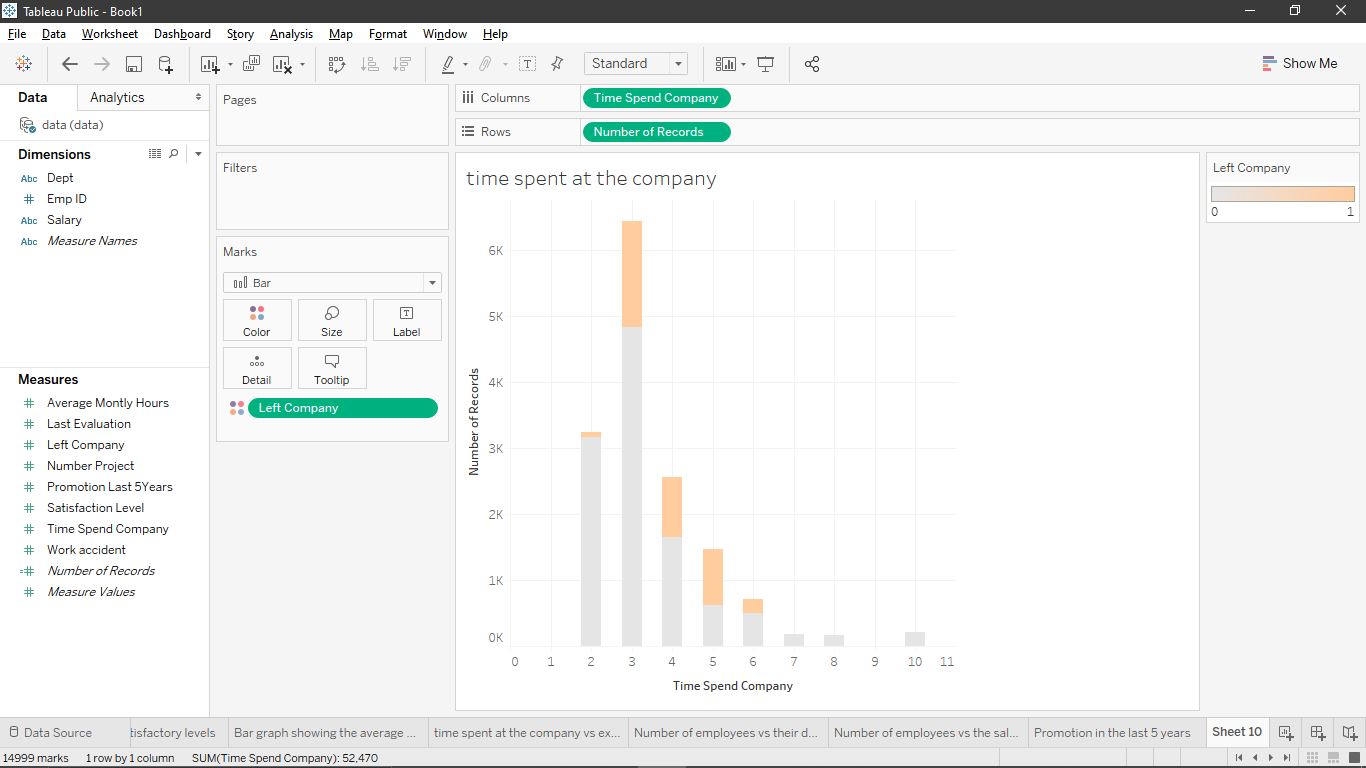 Tableau Public - Book1
File Data Worksheet Dashboard Story Analysis Map Format Window Help
Standard
Show Me
Data Analytics
data (data)
Dimensions
Abc Dept
# Emp ID
Abc Salary
Abc Measure Names
Measures
# Average Montly Hours
# Last Evaluation
# Left Company
# Number Project
# Promotion Last 5Years
# Satisfaction Level
# Time Spend Company
# Work accident
=# Number of Records
# Measure Values
Pages
Filters
Marks
Bar
Color Size Label
Detail Tooltip
Left Company
Columns Time Spend Company
Rows Number of Records
time spent at the company
6K
5K
4K
3K
2K
1K
0K
Number of Records
0 1 2 3 4 5 6 7 8 9 10 11
Time Spend Company
Left Company
0 1
Data Source tisfactory levels Bar graph showing the average ... time spent at the company vs ex... Number of employees vs their d... Number of employees vs the sal... Promotion in the last 5 years Sheet 10
14999 marks 1 row by 1 column SUM(Time Spend Company): 52,470